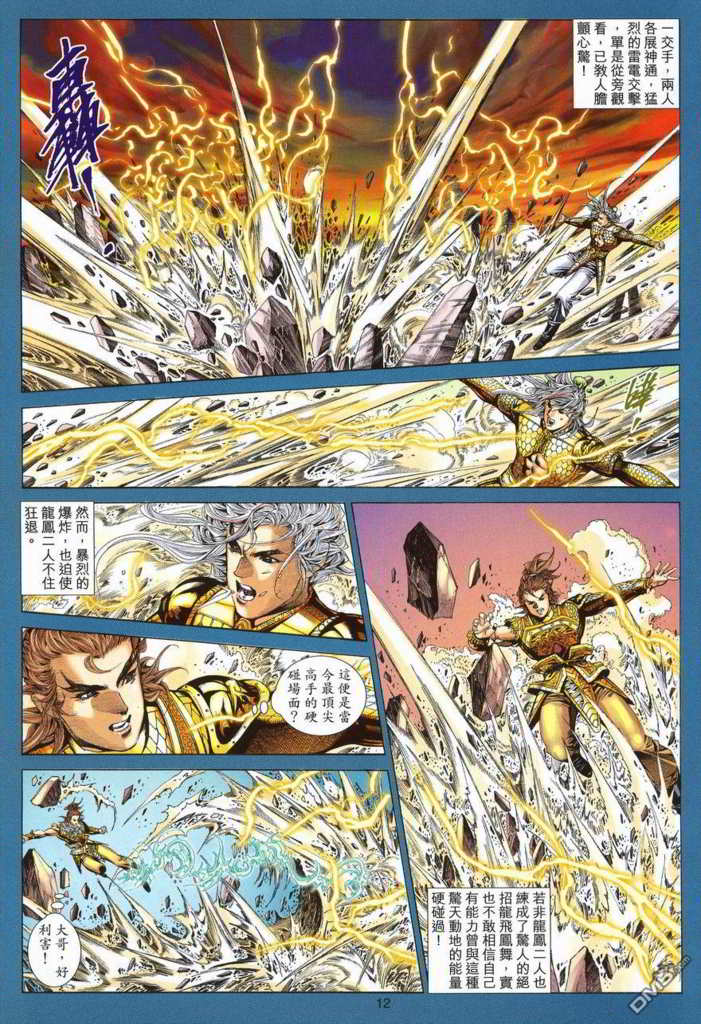 一交手，兩人
各展神通，猛
烈的雷電交擊
，單是從旁觀
看，已教人膽
顫心驚！
轟！
嘩！
然而，暴烈的
爆炸，也迫使
龍鳳二人不住
狂退。
這便是當
今最頂尖
高手的硬
碰場面？
若非龍鳳二人也
練成了驚人的絕
招龍飛鳳舞，實
也不敢相信自己
有能力曾與這種
驚天動地的能量
硬碰過！
大哥，好
利害！
12